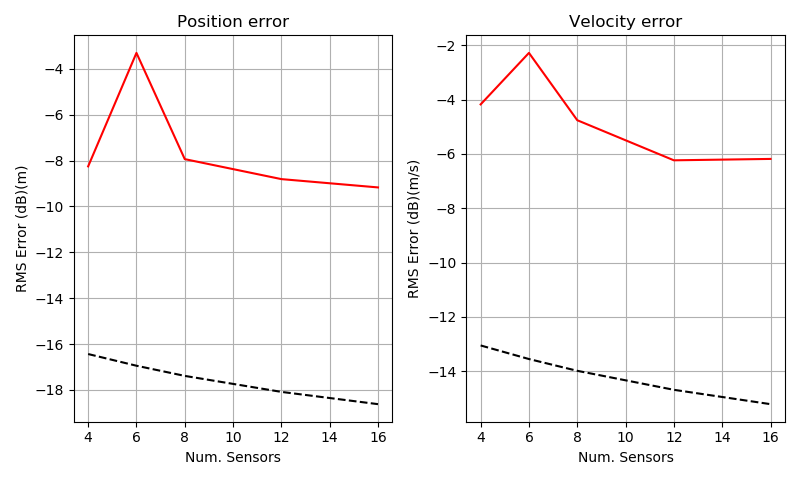 Position error
Velocity error
RMS Error (dB)(m)
−4
−6
−8
−10
−12
−14
−16
−18
4 6 8 10 12 14 16
Num. Sensors
RMS Error (dB)(m/s)
−2
−4
−6
−8
−10
−12
−14
4 6 8 10 12 14 16
Num. Sensors